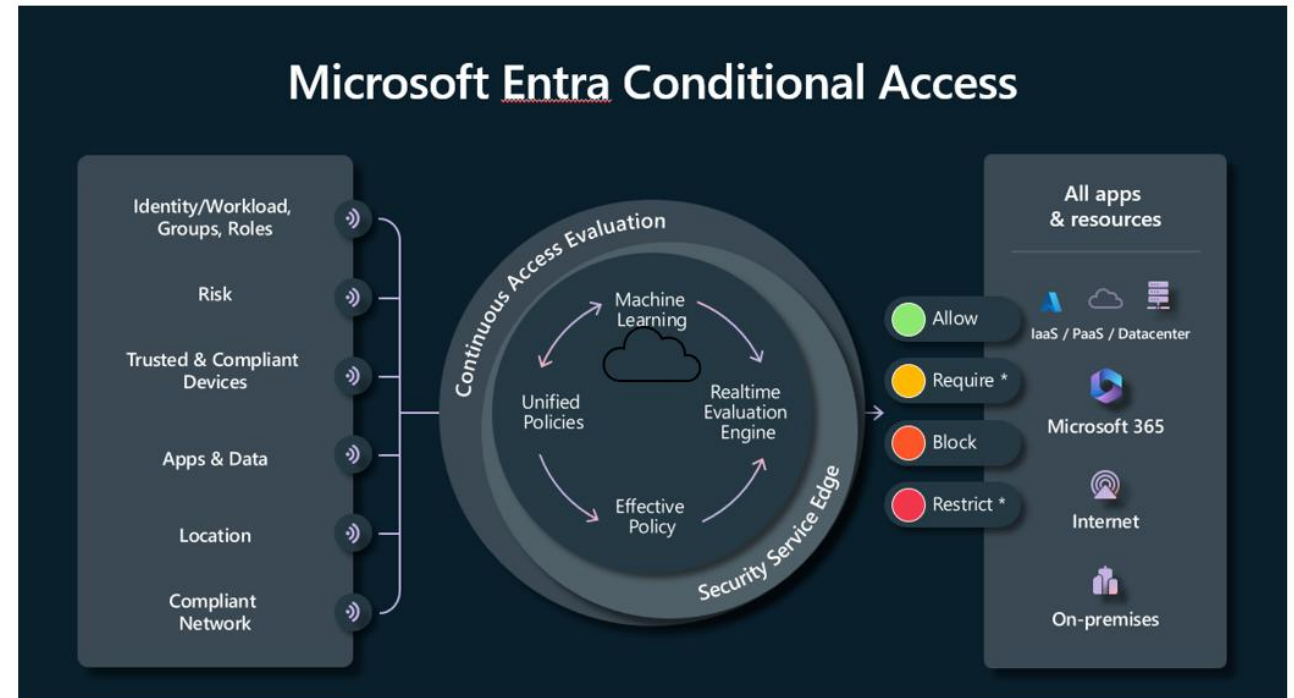 Microsoft Entra Conditional Access
Identity/Workload,
Groups, Roles
Risk
Trusted & Compliant
Devices
Apps & Data
Location
Compliant
Network
Continuous Access Evaluation
Security Service Edge
Machine
Learning
Unified
Policies
Realtime
Evaluation
Engine
Effective
Policy
Allow
Require *
Block
Restrict *
All apps
& resources
IaaS / PaaS / Datacenter
Microsoft 365
Internet
On-premises